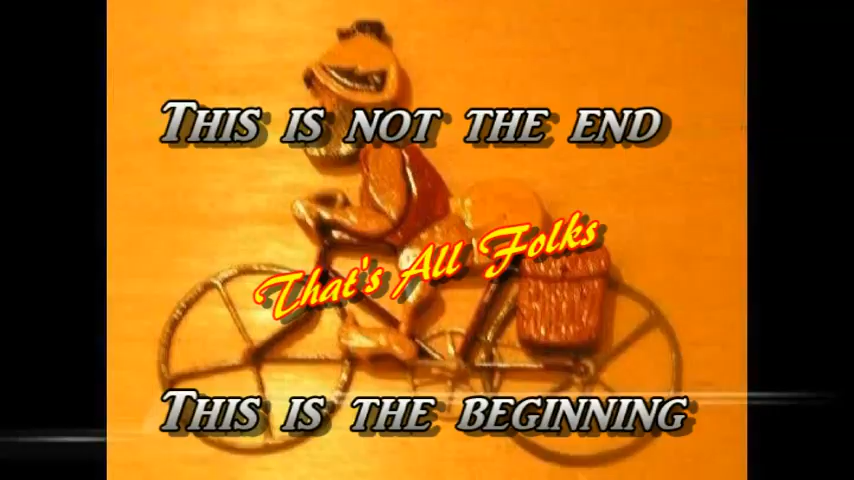 This is not the end
That's All Folks
This is the beginning